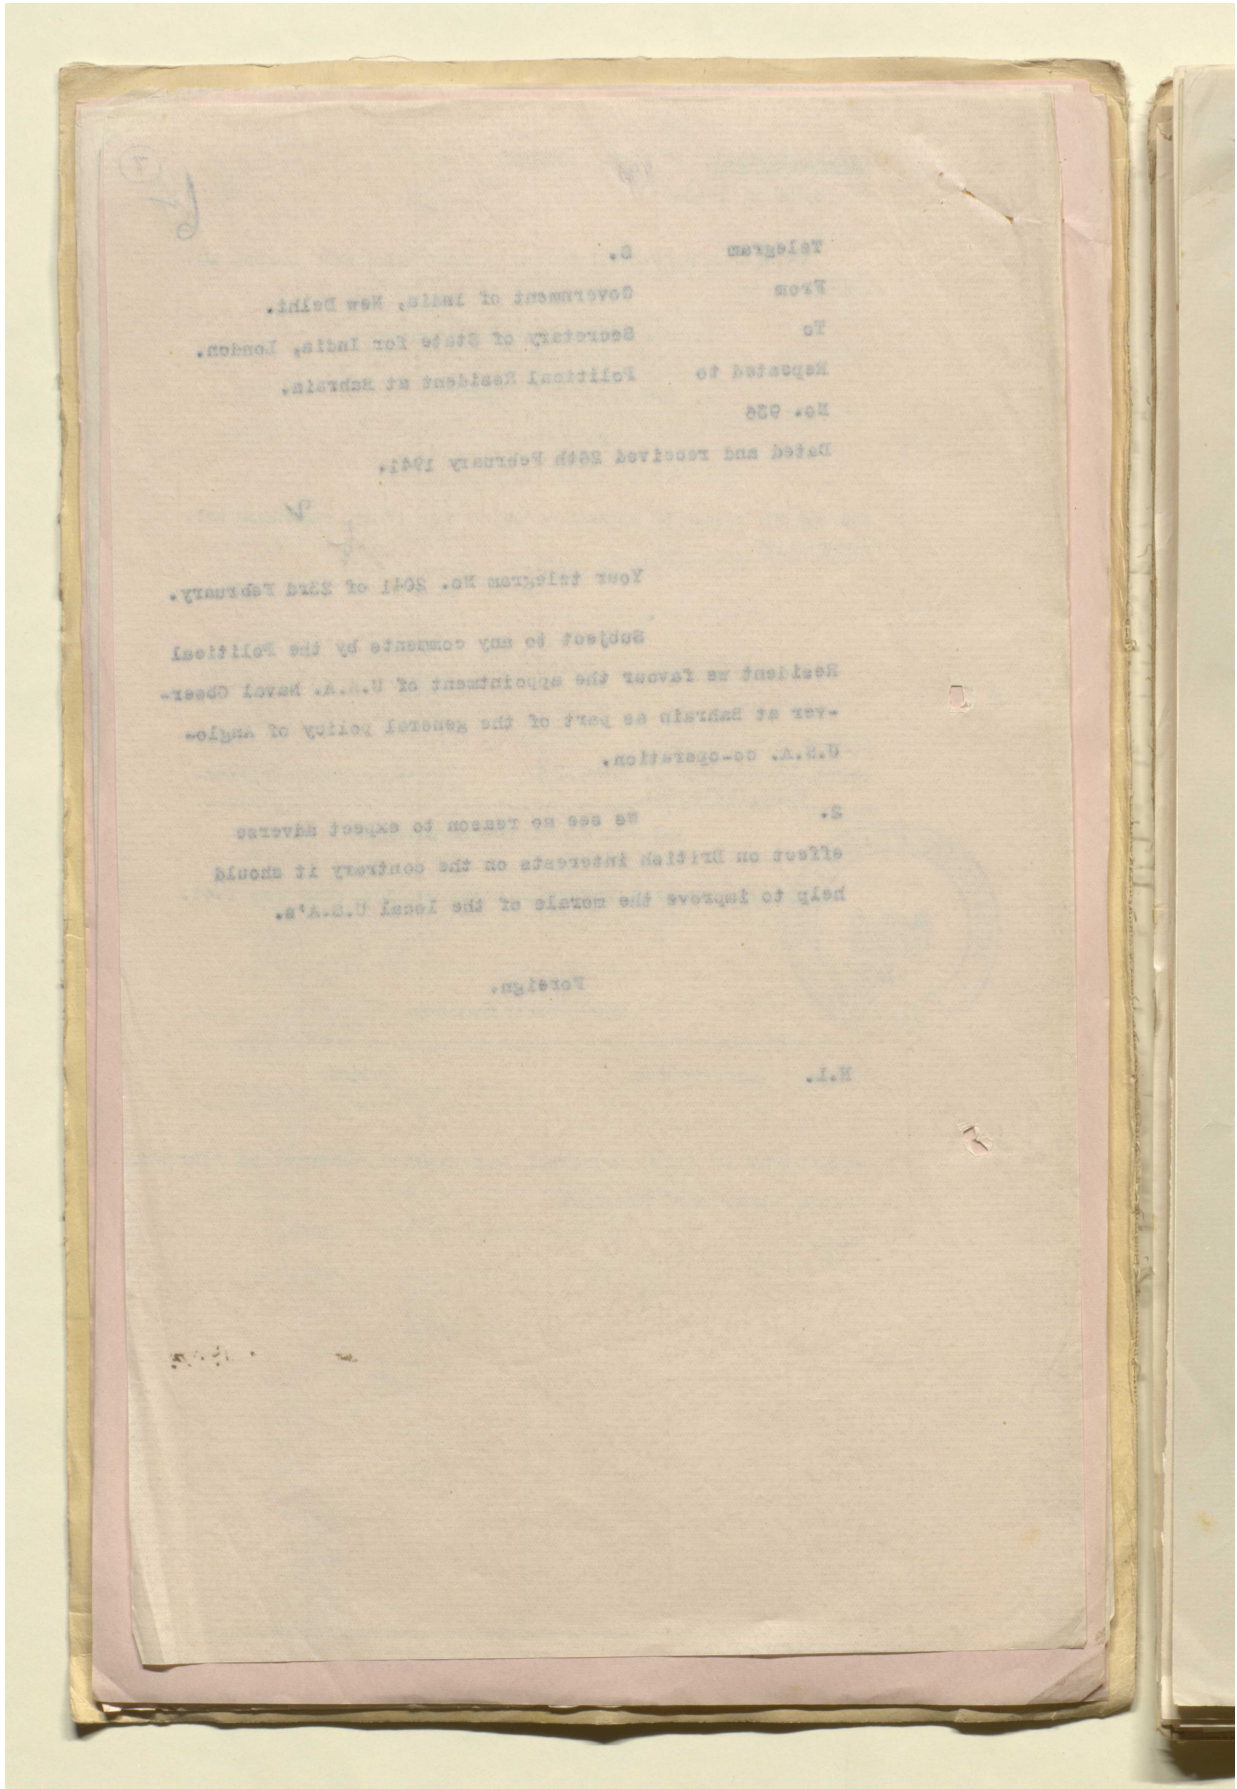 Telegram S.
From Government of India, New Delhi.
To Secretary of State for India, London.
Repeated to Political Resident at Bahrain.
No. 936
Dated and received 26th February 1941.
Your telegram No. 2041 of 23rd February.
Subject to any comments by the Political
Resident we favour the appointment of U.S.A. Naval Obser-
-ver at Bahrain as part of the general policy of Anglo-
U.S.A. co-operation.
2. We see no reason to expect adverse
effect on British interests on the contrary it should
help to improve the morale of the local U.S.A's.
Foreign.
N.L.